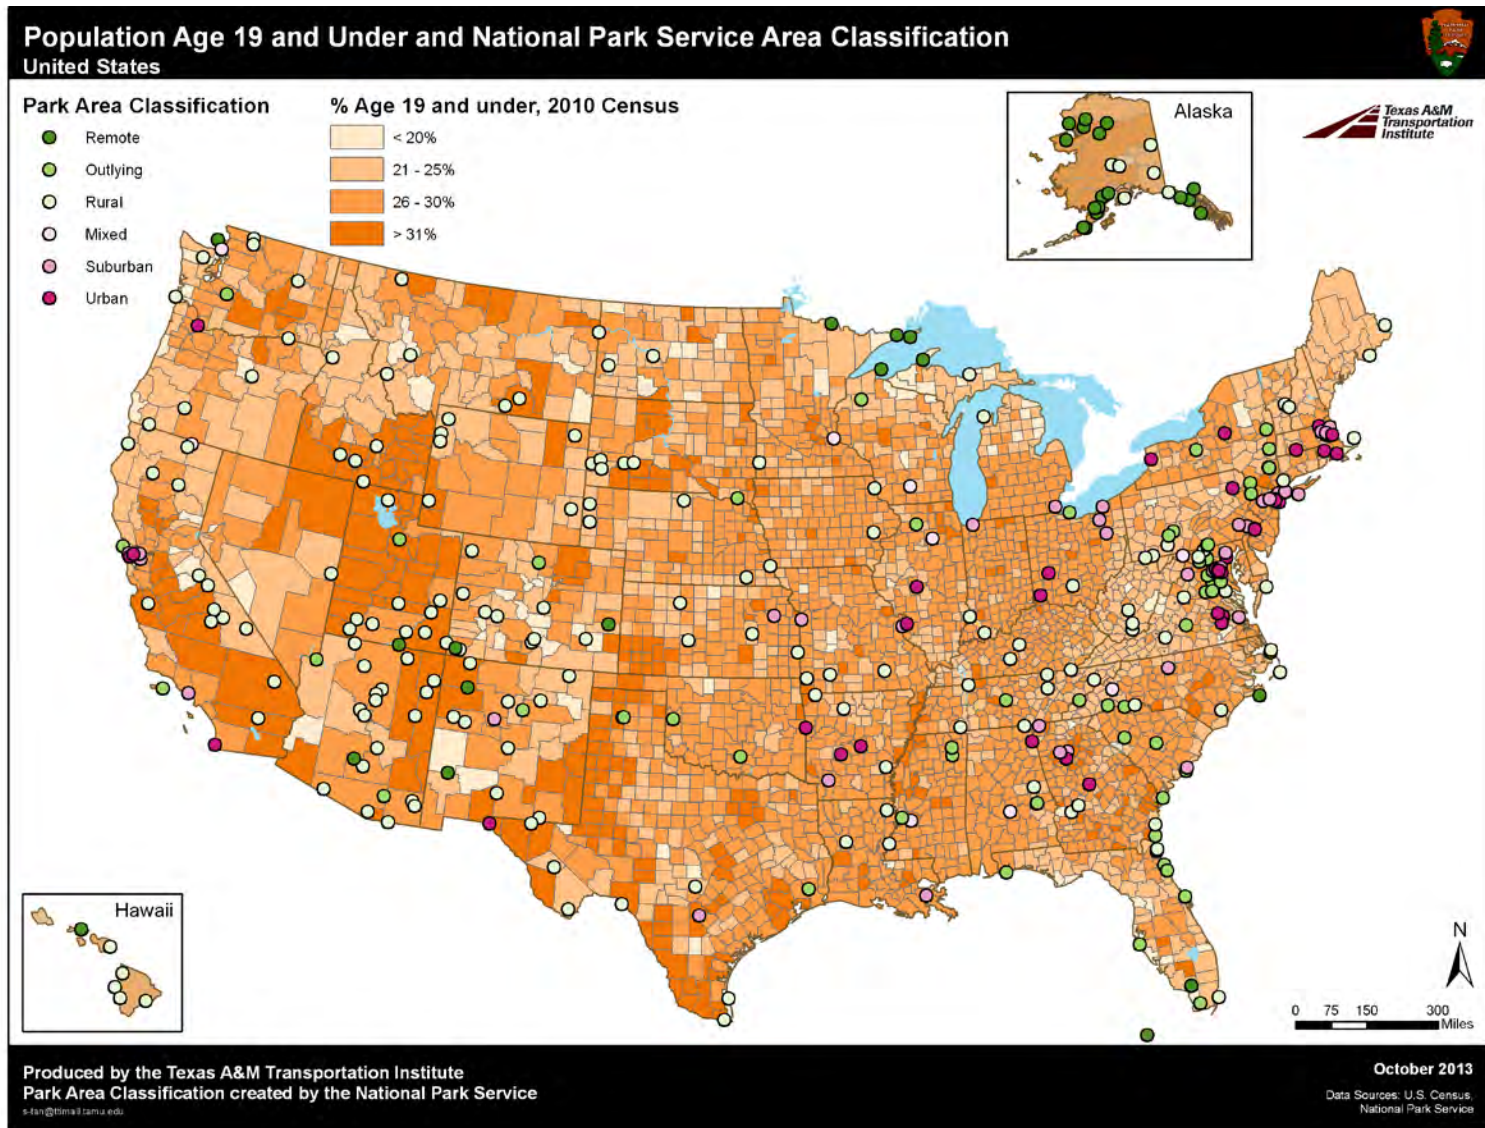 Population Age 19 and Under and National Park Service Area Classification
United States
Park Area Classification
Remote
Outlying
Rural
Mixed
Suburban
Urban
% Age 19 and under, 2010 Census
< 20%
21 - 25%
26 - 30%
> 31%
Alaska
Texas A&M
Transportation
Institute
Hawaii
N
0 75 150 300
Miles
Produced by the Texas A&M Transportation Institute
Park Area Classification created by the National Park Service
October 2013
Data Sources: U.S. Census,
National Park Service